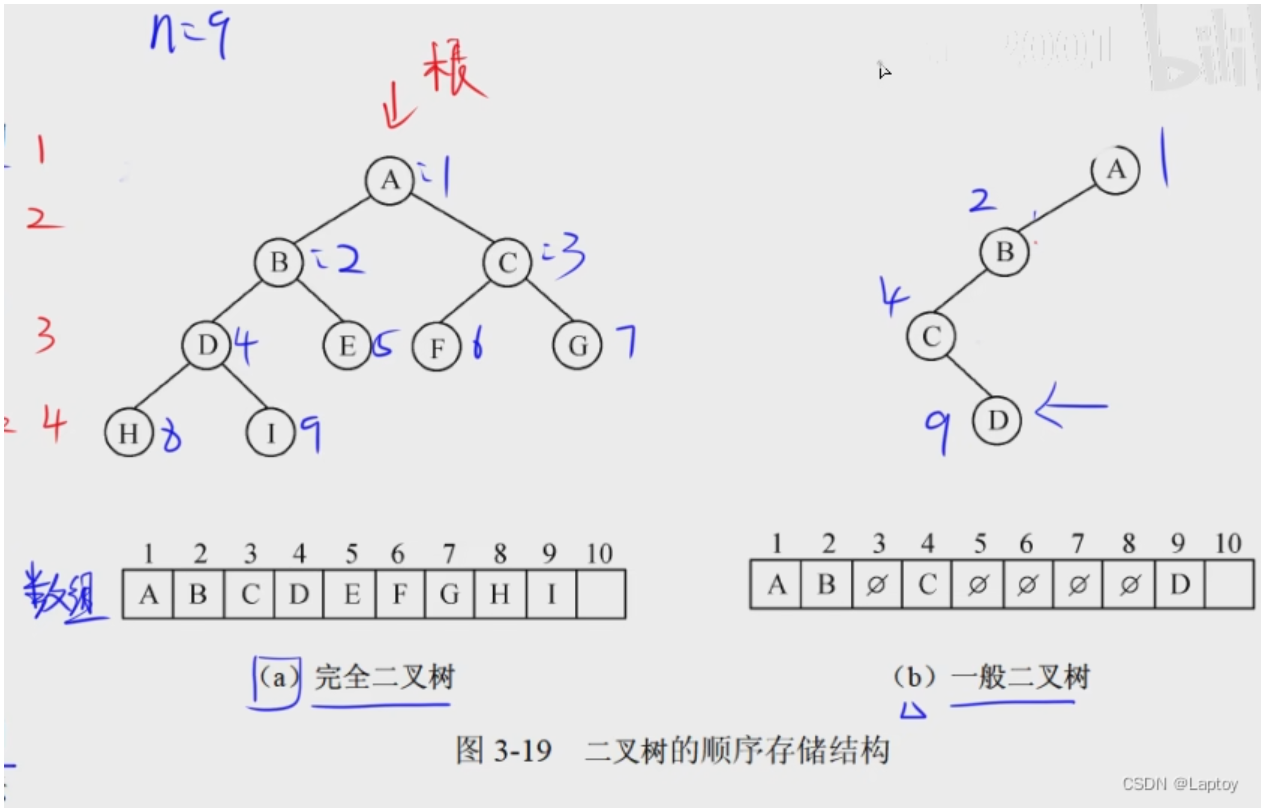 n=9
根
1
A =1
A 1
2
B =2
C =3
2
B
3
D 4
E 5
F 6
G 7
4
C
4
H 8
I 9
9
D
1 2 3 4 5 6 7 8 9 10
数组 A B C D E F G H I
1 2 3 4 5 6 7 8 9 10
A B ∅ C ∅ ∅ ∅ ∅ D
(a) 完全二叉树
(b) 一般二叉树
图 3-19 二叉树的顺序存储结构
CSDN @Laptoy
bili